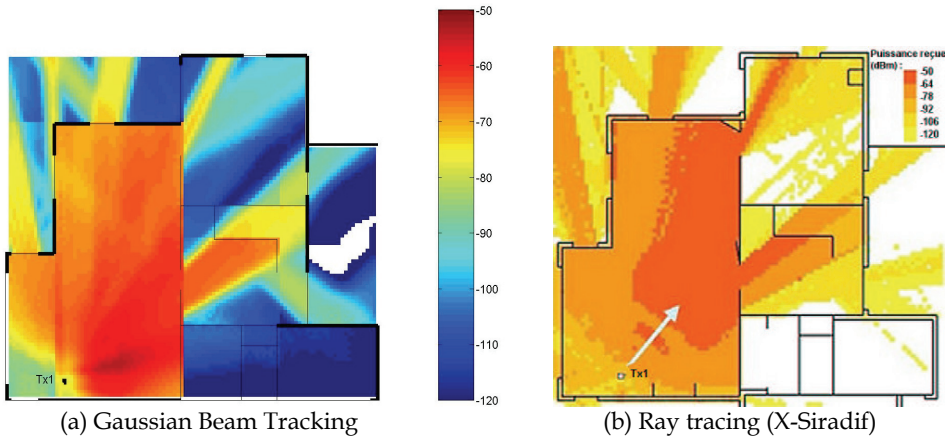 -50
-60
-70
-80
-90
-100
-110
-120
Tx1
Puissance reçue
(dBm) :
-50
-64
-78
-92
-106
-120
Tx1
(a) Gaussian Beam Tracking
(b) Ray tracing (X-Siradif)